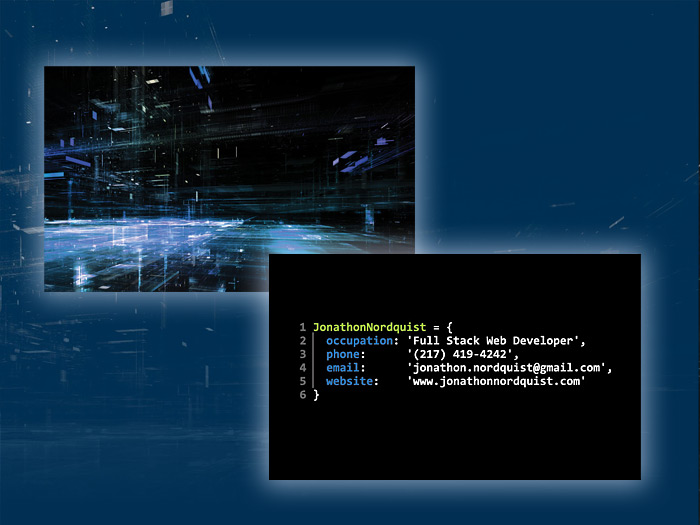 1 JonathonNordquist = {
2   occupation: 'Full Stack Web Developer',
3   phone:      '(217) 419-4242',
4   email:      'jonathon.nordquist@gmail.com',
5   website:    'www.jonathonnordquist.com'
6 }